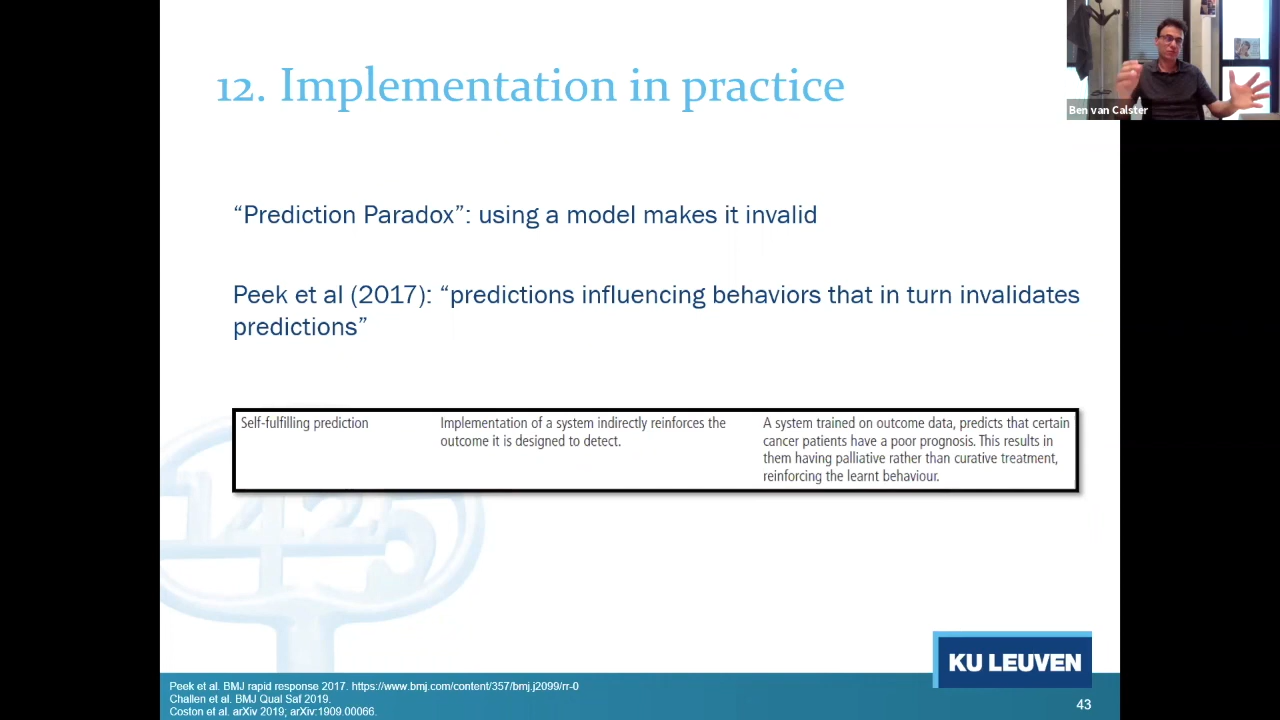 12. Implementation in practice
Ben van Calster
“Prediction Paradox”: using a model makes it invalid
Peek et al (2017): “predictions influencing behaviors that in turn invalidates
predictions”
Self-fulfilling prediction
Implementation of a system indirectly reinforces the
outcome it is designed to detect.
A system trained on outcome data, predicts that certain
cancer patients have a poor prognosis. This results in
them having palliative rather than curative treatment,
reinforcing the learnt behaviour.
1425
KU LEUVEN
Peek et al. BMJ rapid response 2017. https://www.bmj.com/content/357/bmj.j2099/rr-0
Challen et al. BMJ Qual Saf 2019.
Coston et al. arXiv 2019; arXiv:1909.00066.
43